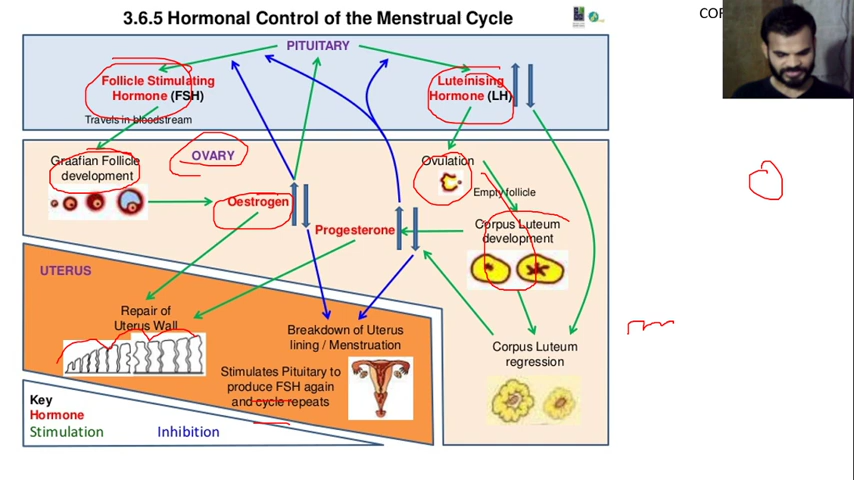 3.6.5 Hormonal Control of the Menstrual Cycle
COR
PITUITARY
Follicle Stimulating
Hormone (FSH)
Travels in bloodstream
Luteinising
Hormone (LH)
OVARY
Graafian Follicle
development
Ovulation
Empty follicle
Oestrogen
Progesterone
Corpus Luteum
development
UTERUS
Repair of
Uterus Wall
Breakdown of Uterus
lining / Menstruation
Corpus Luteum
regression
Stimulates Pituitary to
produce FSH again
and cycle repeats
Key
Hormone
Stimulation
Inhibition